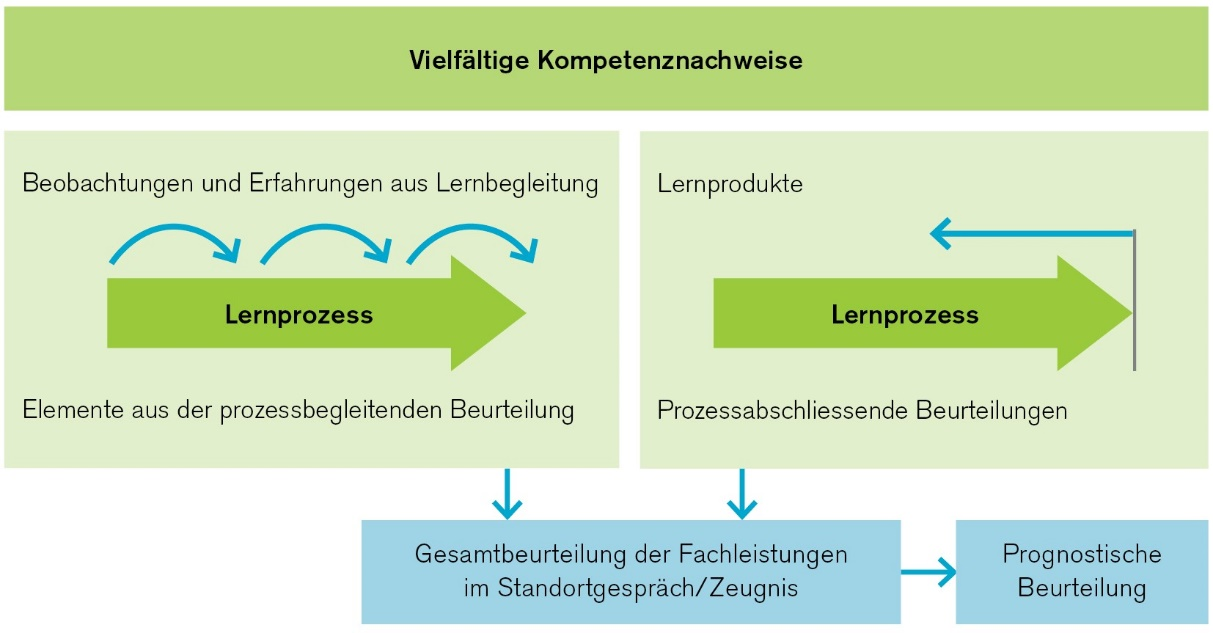 Vielfältige Kompetenznachweise
Beobachtungen und Erfahrungen aus Lernbegleitung
Lernprozess
Elemente aus der prozessbegleitenden Beurteilung
Lernprodukte
Lernprozess
Prozessabschliessende Beurteilungen
Gesamtbeurteilung der Fachleistungen
im Standortgespräch/Zeugnis
Prognostische
Beurteilung